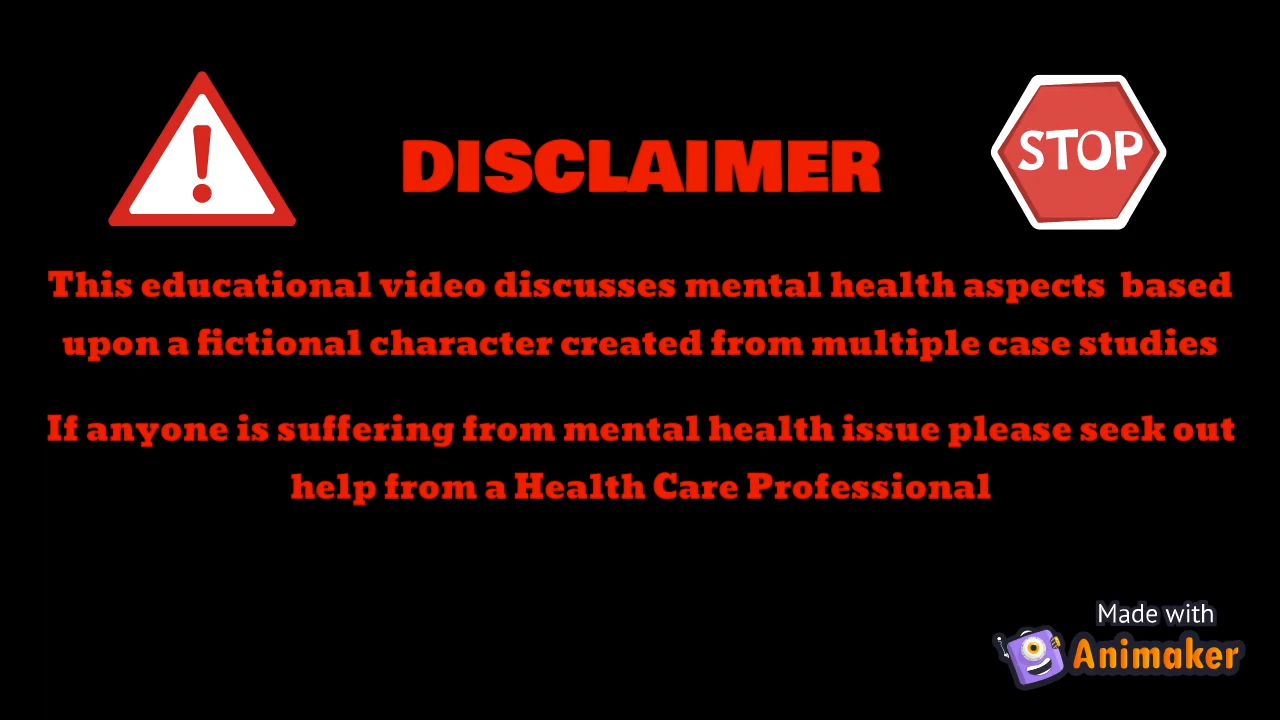 DISCLAIMER
STOP
This educational video discusses mental health aspects based
upon a fictional character created from multiple case studies
If anyone is suffering from mental health issue please seek out
help from a Health Care Professional
Made with
Animaker